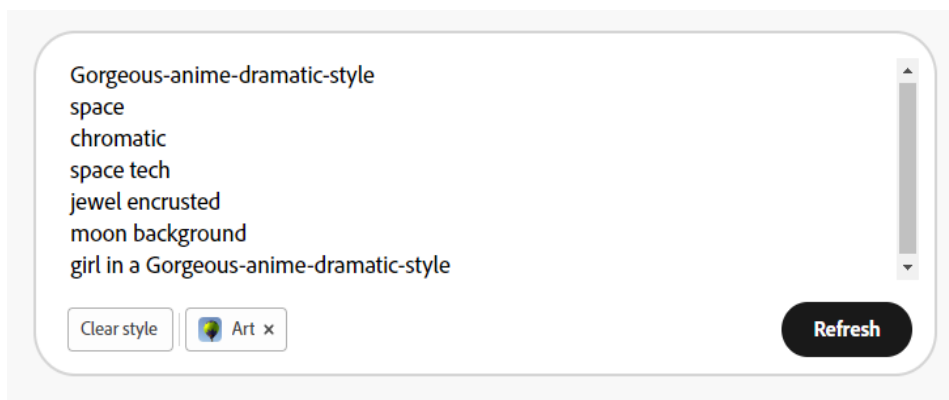 Gorgeous-anime-dramatic-style
space
chromatic
space tech
jewel encrusted
moon background
girl in a Gorgeous-anime-dramatic-style
Clear style
Art ×
Refresh